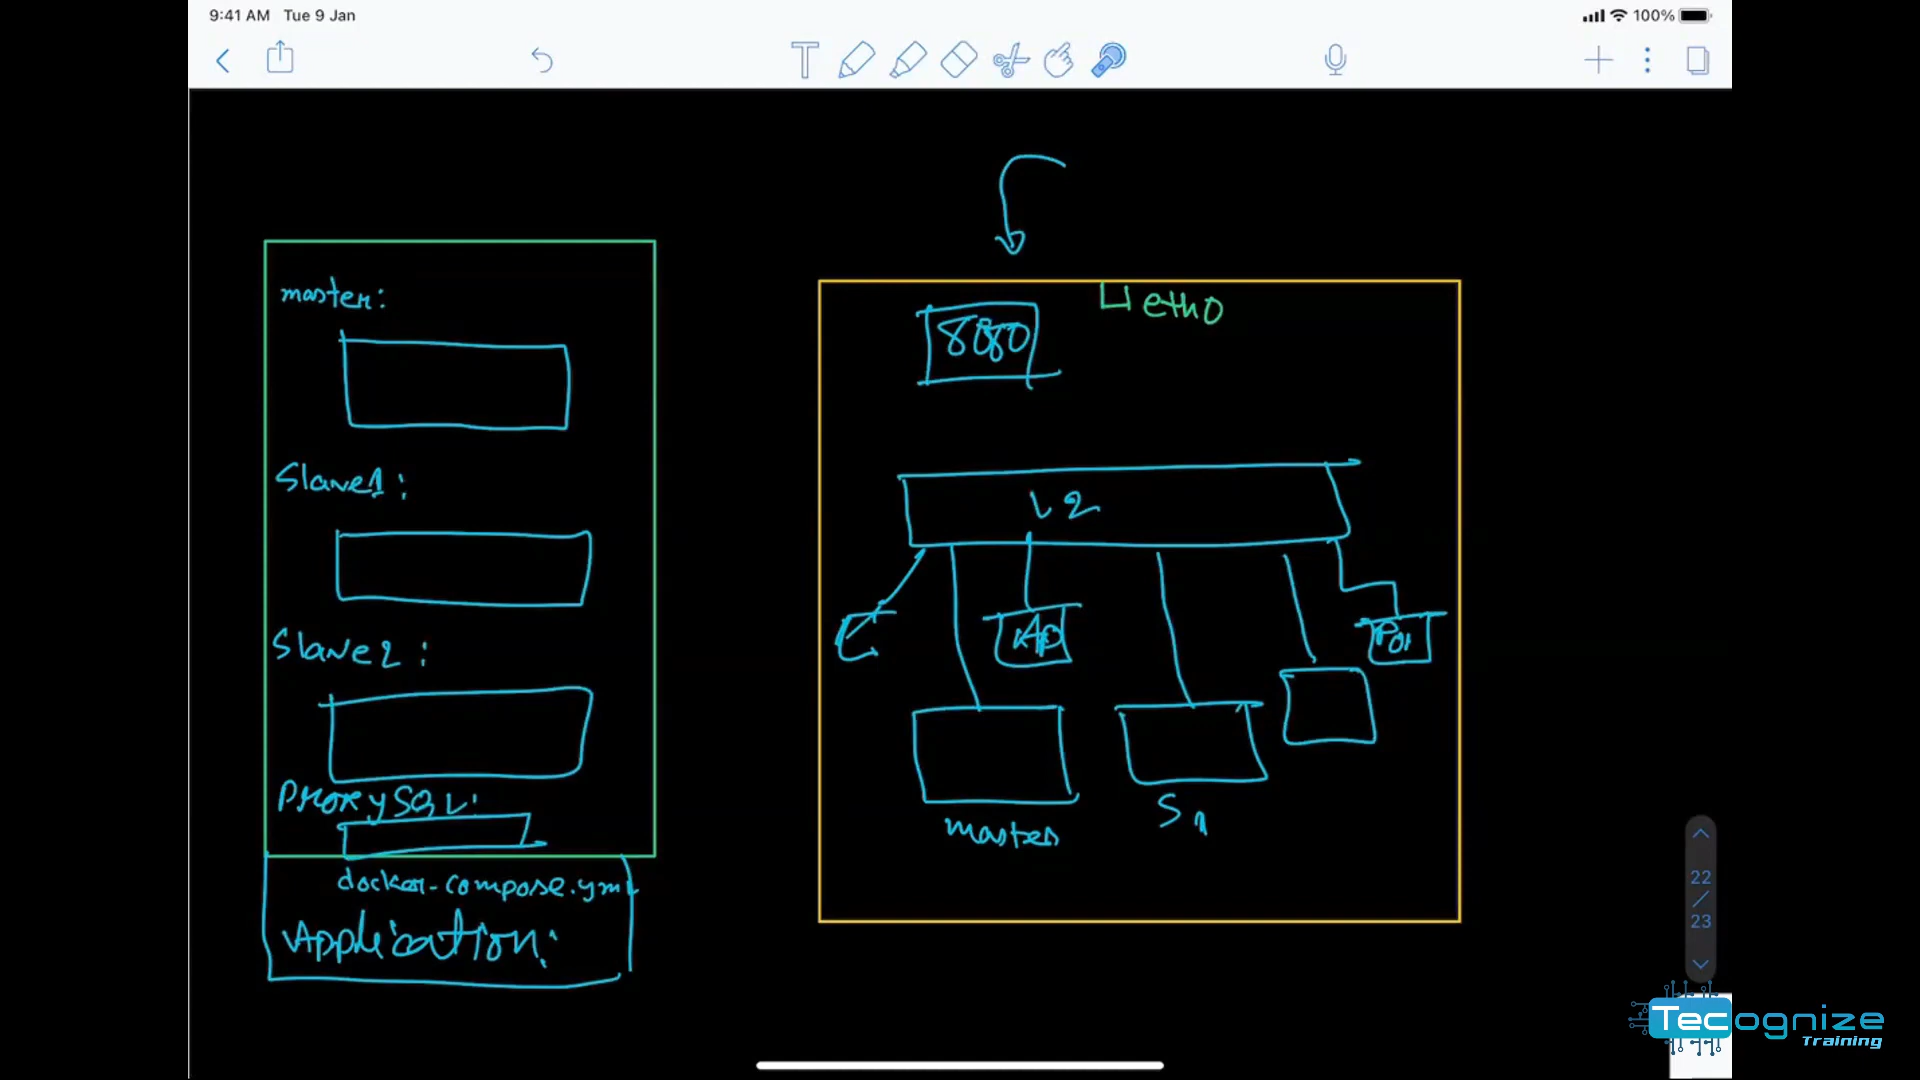 9:41 AM Tue 9 Jan
100%
T
master:
Slave1:
Slave2:
ProxySQL:
docker-compose.yml
Application:
eth0
8080
L2
master
S1
22
/
23
Tecognize
Training